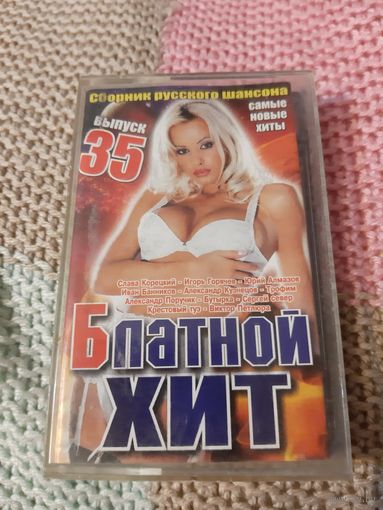 Сборник русского шансона
самые
новые
хиты
выпуск
35
Слава Корецкий - Игорь Горячев - Юрий Алмазов
Иван Банников - Александр Кузнецов - Трофим
Александр Поручик - Бутырка - Сергей Север
Крестовый туз - Виктор Петлюра
Блатной
ХИТ